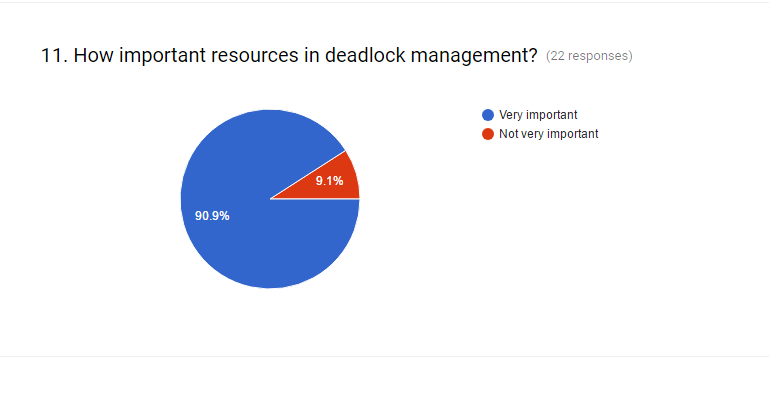 11. How important resources in deadlock management? (22 responses)
Very important
Not very important
9.1%
90.9%